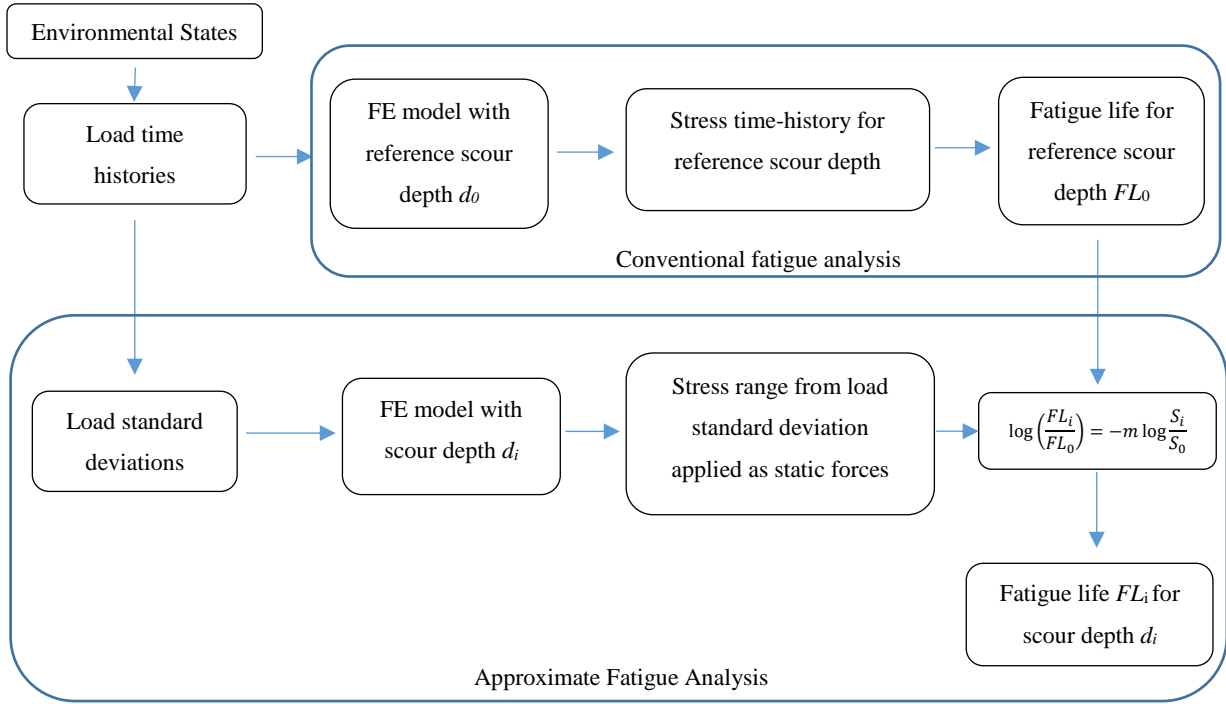 Environmental States
Load time
histories
FE model with
reference scour
depth d₀
Stress time-history for
reference scour depth
Fatigue life for
reference scour
depth FL₀
Conventional fatigue analysis
Load standard
deviations
FE model with
scour depth dᵢ
Stress range from load
standard deviation
applied as static forces
log(FLᵢ/FL₀) = −m log Sᵢ/S₀
Fatigue life FLᵢ for
scour depth dᵢ
Approximate Fatigue Analysis